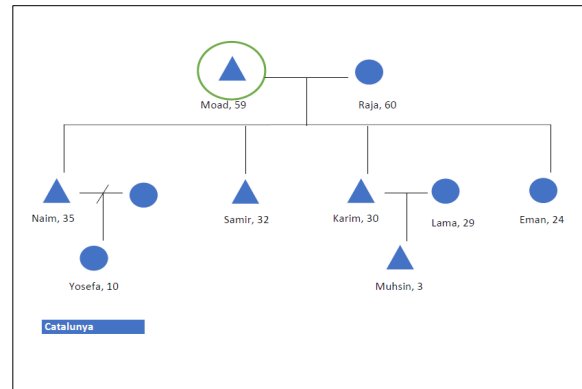 Moad, 59
Raja, 60
Naim, 35
Samir, 32
Karim, 30
Lama, 29
Eman, 24
Yosefa, 10
Muhsin, 3
Catalunya